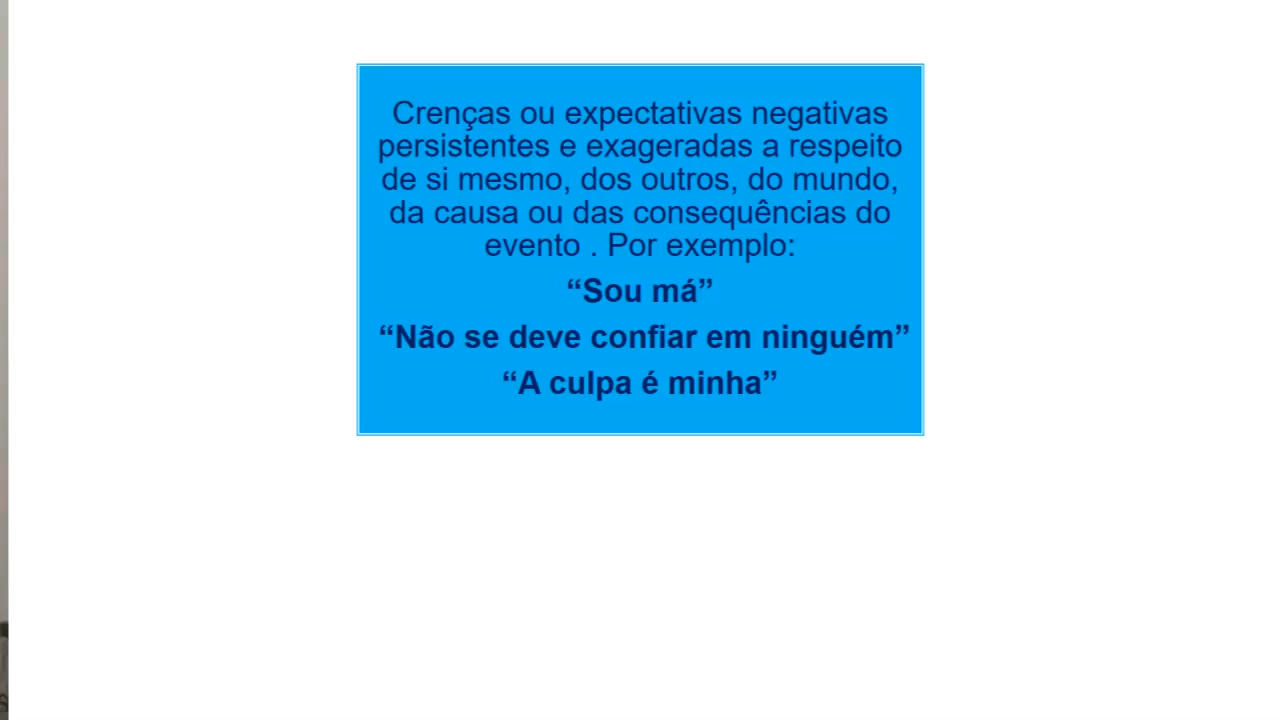 Crenças ou expectativas negativas
persistentes e exageradas a respeito
de si mesmo, dos outros, do mundo,
da causa ou das consequências do
evento . Por exemplo:
“Sou má”
“Não se deve confiar em ninguém”
“A culpa é minha”